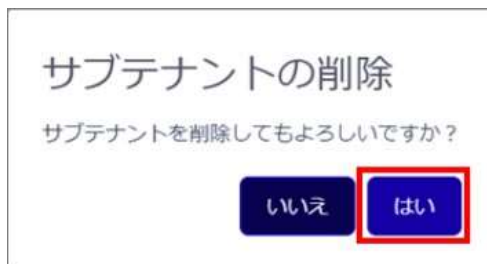 サブテナントの削除
サブテナントを削除してもよろしいですか？
いいえ
はい